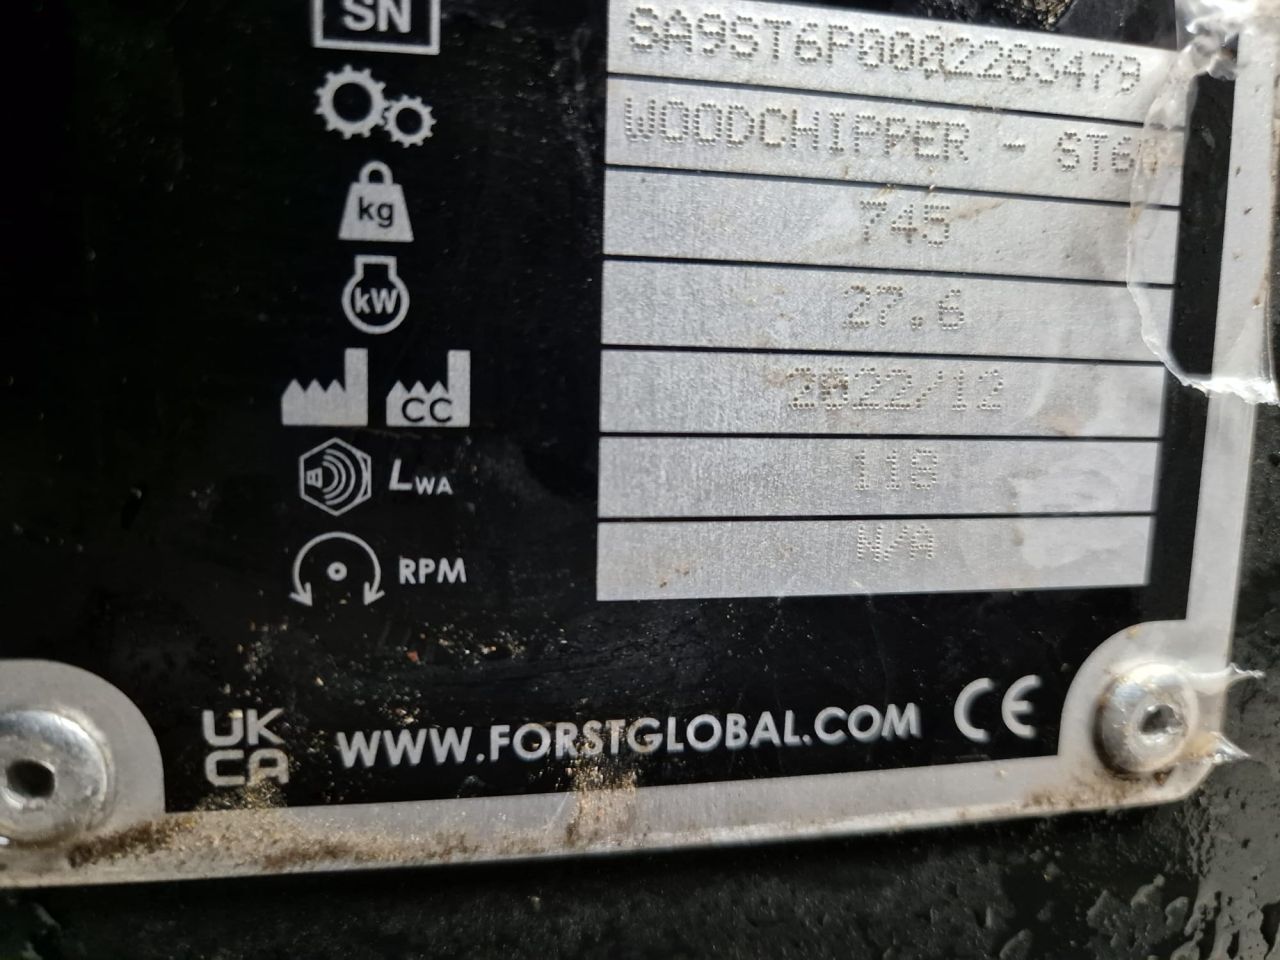 SN SA9ST6PG0002283479
WOODCHIPPER - ST6
kg 745
kW 27.6
CC 2022/12
LWA 118
RPM N/A
UK
CA WWW.FORSTGLOBAL.COM CE